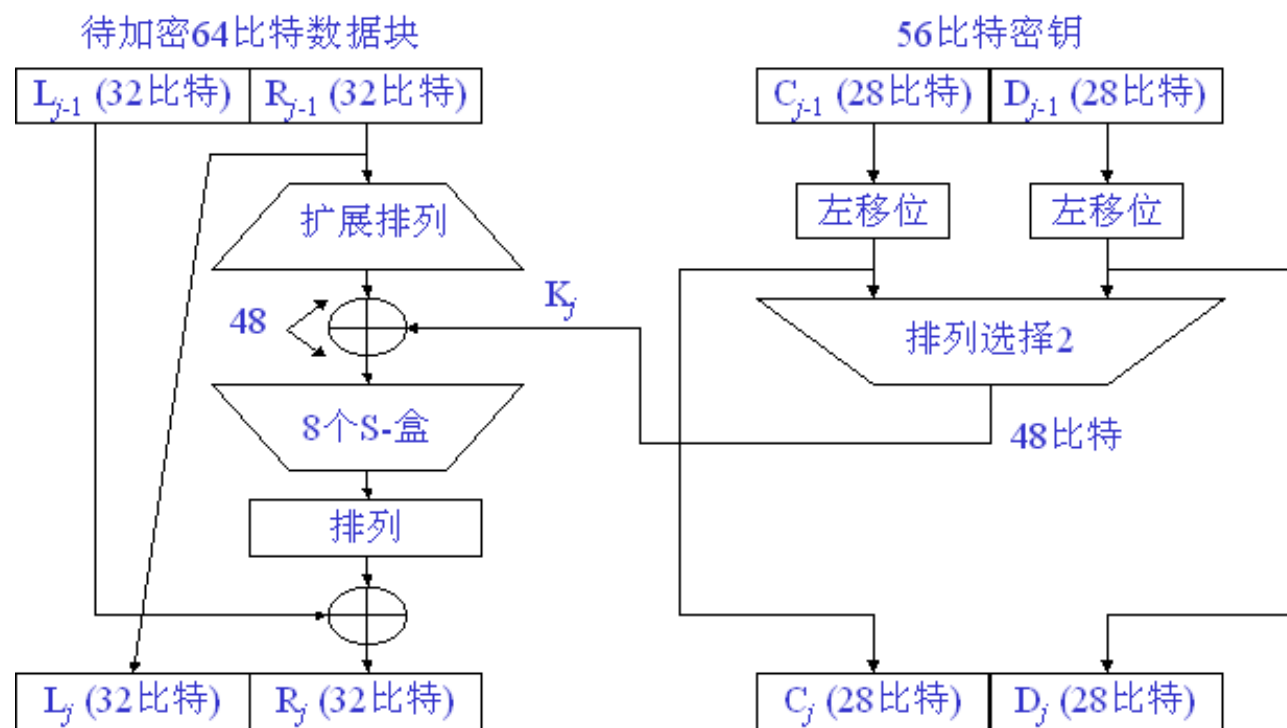 待加密64比特数据块
56比特密钥
Lj-1 (32比特) Rj-1 (32比特)
Cj-1 (28比特) Dj-1 (28比特)
扩展排列
左移位
左移位
48
Kj
排列选择2
8个S-盒
48比特
排列
Lj (32比特) Rj (32比特)
Cj (28比特) Dj (28比特)